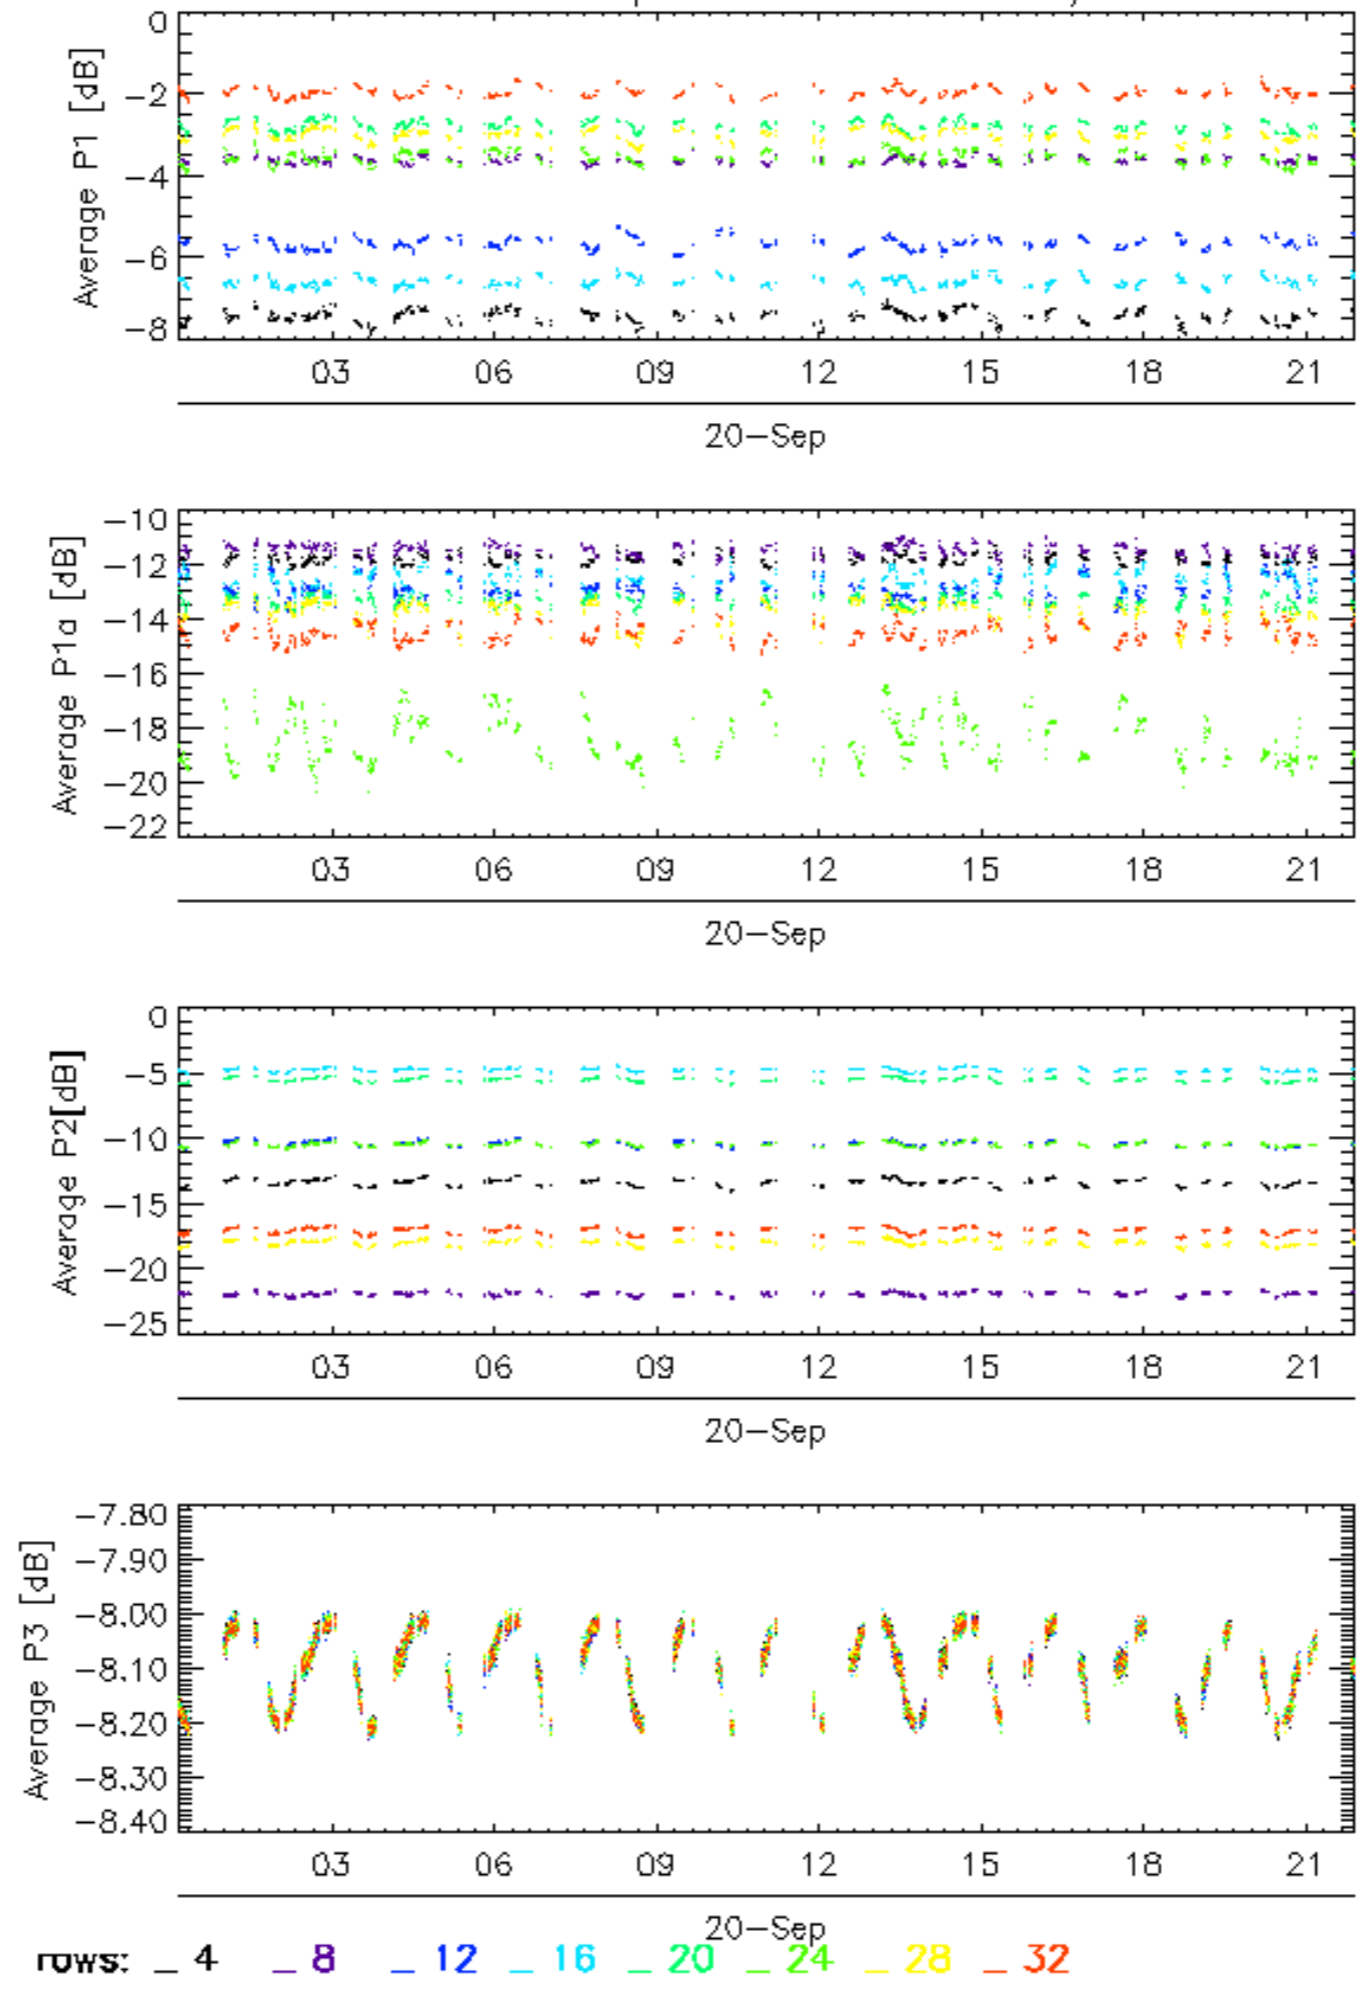 0
-2
-4
-6
-8
Average P1 [dB]
03 06 09 12 15 18 21
20-Sep
-10
-12
-14
-16
-18
-20
-22
Average P1a [dB]
03 06 09 12 15 18 21
20-Sep
0
-5
-10
-15
-20
-25
Average P2[dB]
03 06 09 12 15 18 21
20-Sep
-7.80
-7.90
-8.00
-8.10
-8.20
-8.30
-8.40
Average P3 [dB]
03 06 09 12 15 18 21
20-Sep
rows: _ 4 _ 8 _ 12 _ 16 _ 20 _ 24 _ 28 _ 32